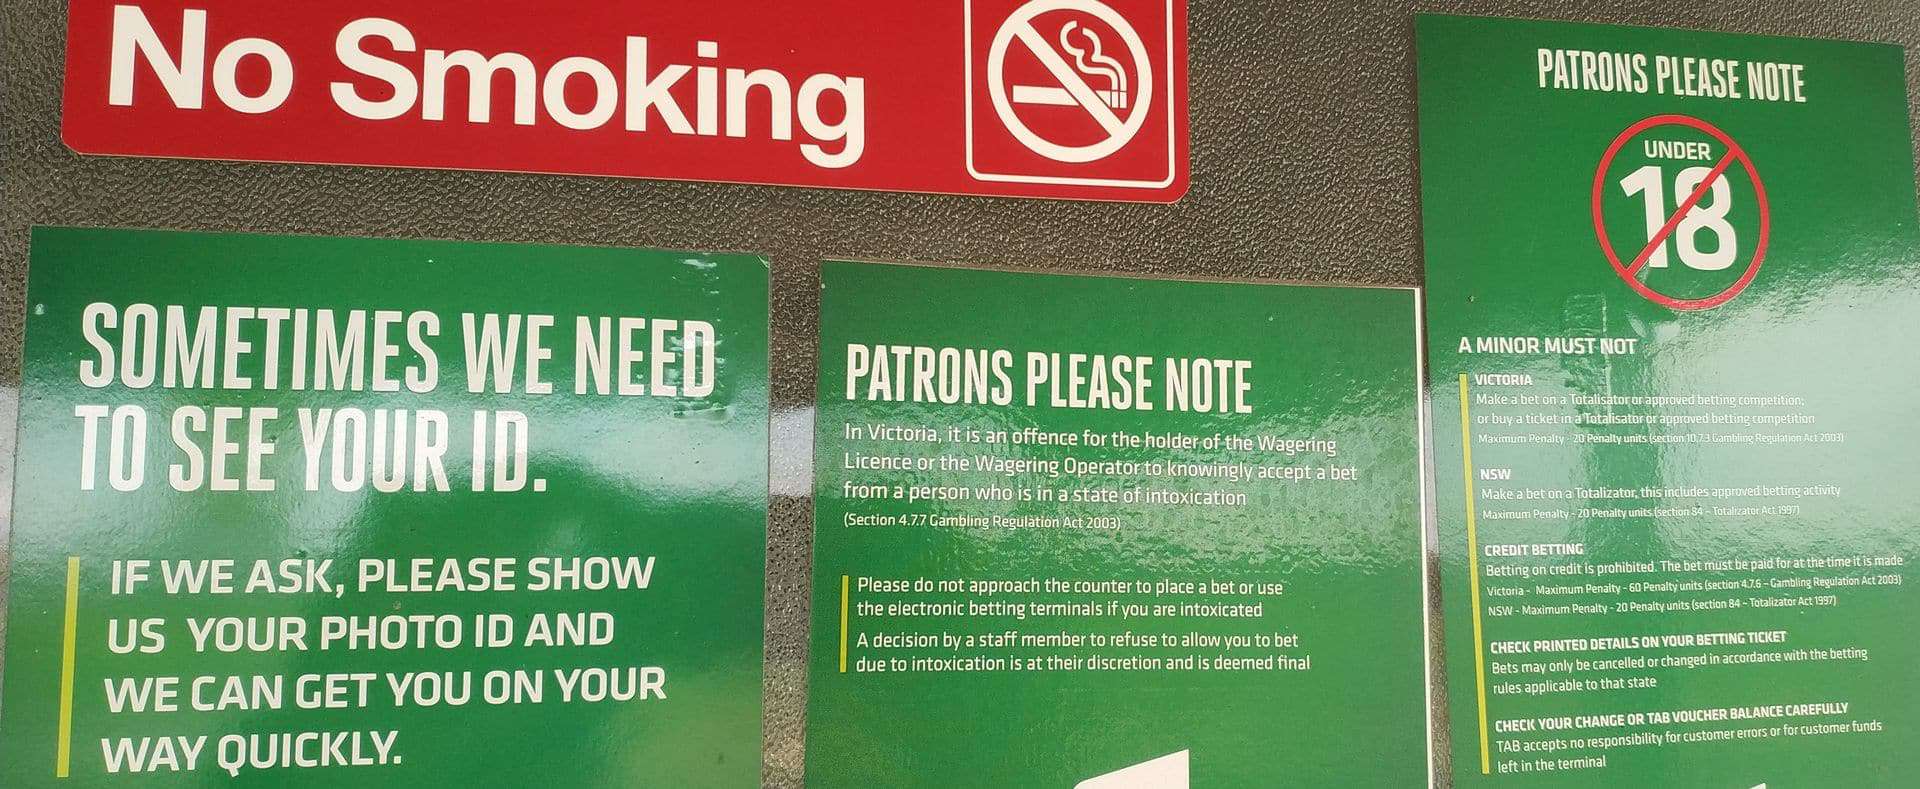 No Smoking
SOMETIMES WE NEED
TO SEE YOUR ID.
IF WE ASK, PLEASE SHOW
US YOUR PHOTO ID AND
WE CAN GET YOU ON YOUR
WAY QUICKLY.
PATRONS PLEASE NOTE
In Victoria, it is an offence for the holder of the Wagering
Licence or the Wagering Operator to knowingly accept a bet
from a person who is in a state of intoxication
(Section 4.7.7 Gambling Regulation Act 2003)
Please do not approach the counter to place a bet or use
the electronic betting terminals if you are intoxicated
A decision by a staff member to refuse to allow you to bet
due to intoxication is at their discretion and is deemed final
PATRONS PLEASE NOTE
UNDER
18
A MINOR MUST NOT
VICTORIA
Make a bet on a Totalisator or approved betting competition;
or buy a ticket in a Totalisator or approved betting competition
Maximum Penalty - 20 Penalty units (section 10.7.3 Gambling Regulation Act 2003)
NSW
Make a bet on a Totalizator, this includes approved betting activity
Maximum Penalty - 20 Penalty units (section 84 - Totalizator Act 1997)
CREDIT BETTING
Betting on credit is prohibited. The bet must be paid for at the time it is made
Victoria - Maximum Penalty - 60 Penalty units (section 4.7.6 - Gambling Regulation Act 2003)
NSW - Maximum Penalty - 20 Penalty units (section 84 - Totalizator Act 1997)
CHECK PRINTED DETAILS ON YOUR BETTING TICKET
Bets may only be cancelled or changed in accordance with the betting
rules applicable to that state
CHECK YOUR CHANGE OR TAB VOUCHER BALANCE CAREFULLY
TAB accepts no responsibility for customer errors or for customer funds
left in the terminal